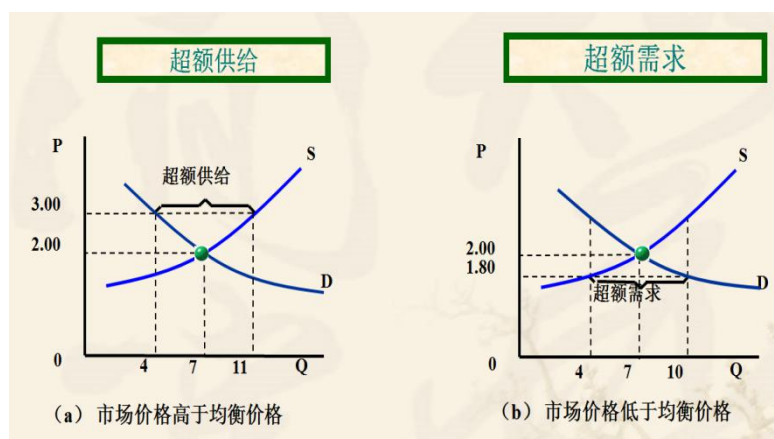 超额供给
P
S
超额供给
3.00
2.00
D
0
4
7
11
Q
（a）市场价格高于均衡价格
超额需求
P
S
2.00
1.80
D
超额需求
0
4
7
10
Q
（b）市场价格低于均衡价格